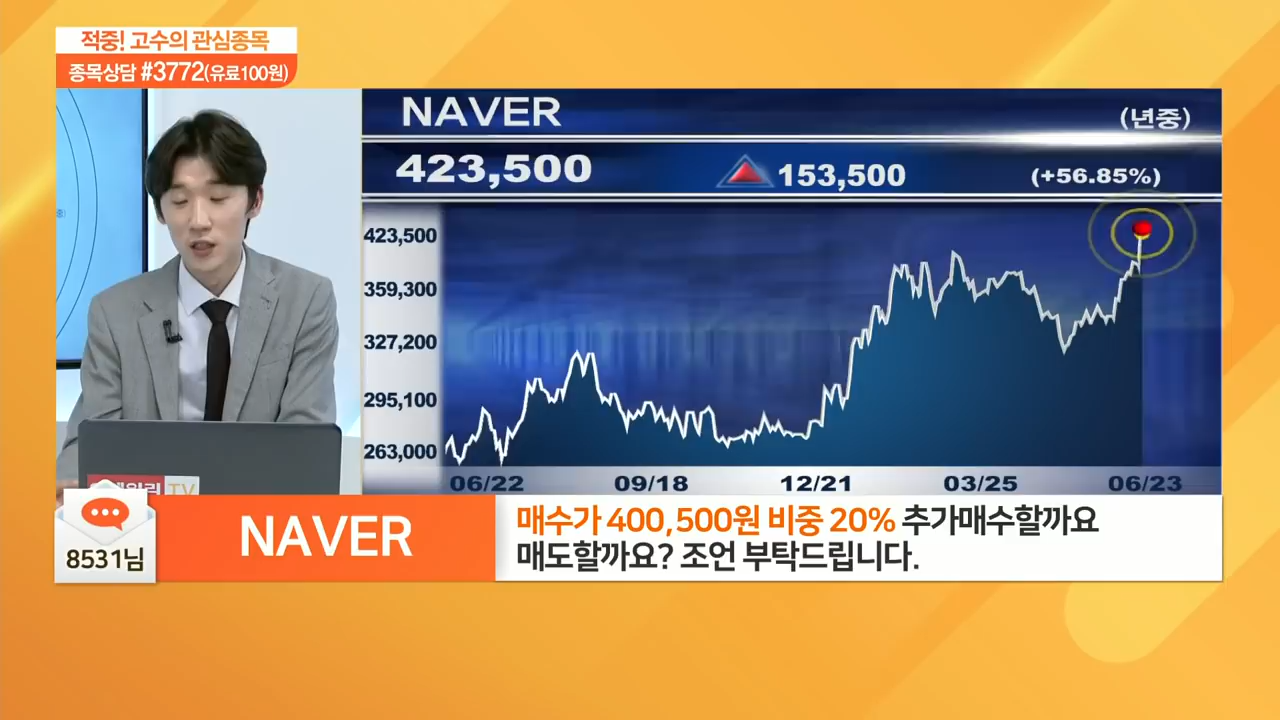 적중! 고수의 관심종목
종목상담 #3772(유료100원)
NAVER
(년중)
423,500
153,500
(+56.85%)
423,500
359,300
327,200
295,100
263,000
06/22
09/18
12/21
03/25
06/23
TV
8531님
NAVER
매수가 400,500원 비중 20% 추가매수할까요
매도할까요? 조언 부탁드립니다.